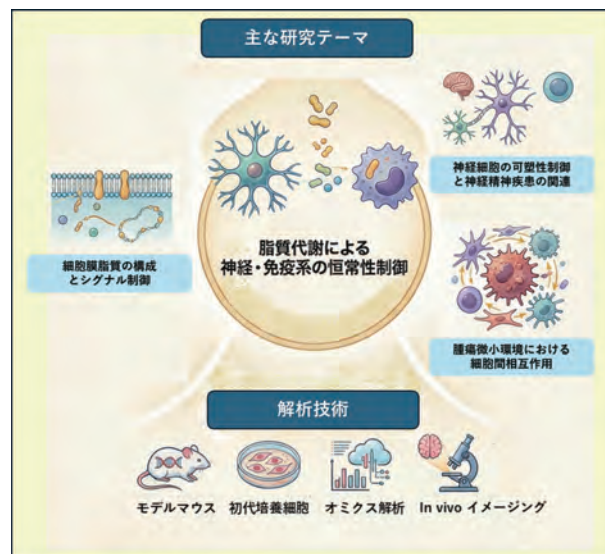 主な研究テーマ
神経細胞の可塑性制御
と神経精神疾患の関連
脂質代謝による
神経・免疫系の恒常性制御
細胞膜脂質の構成
とシグナル制御
腫瘍微小環境における
細胞間相互作用
解析技術
モデルマウス
初代培養細胞
オミクス解析
In vivo イメージング